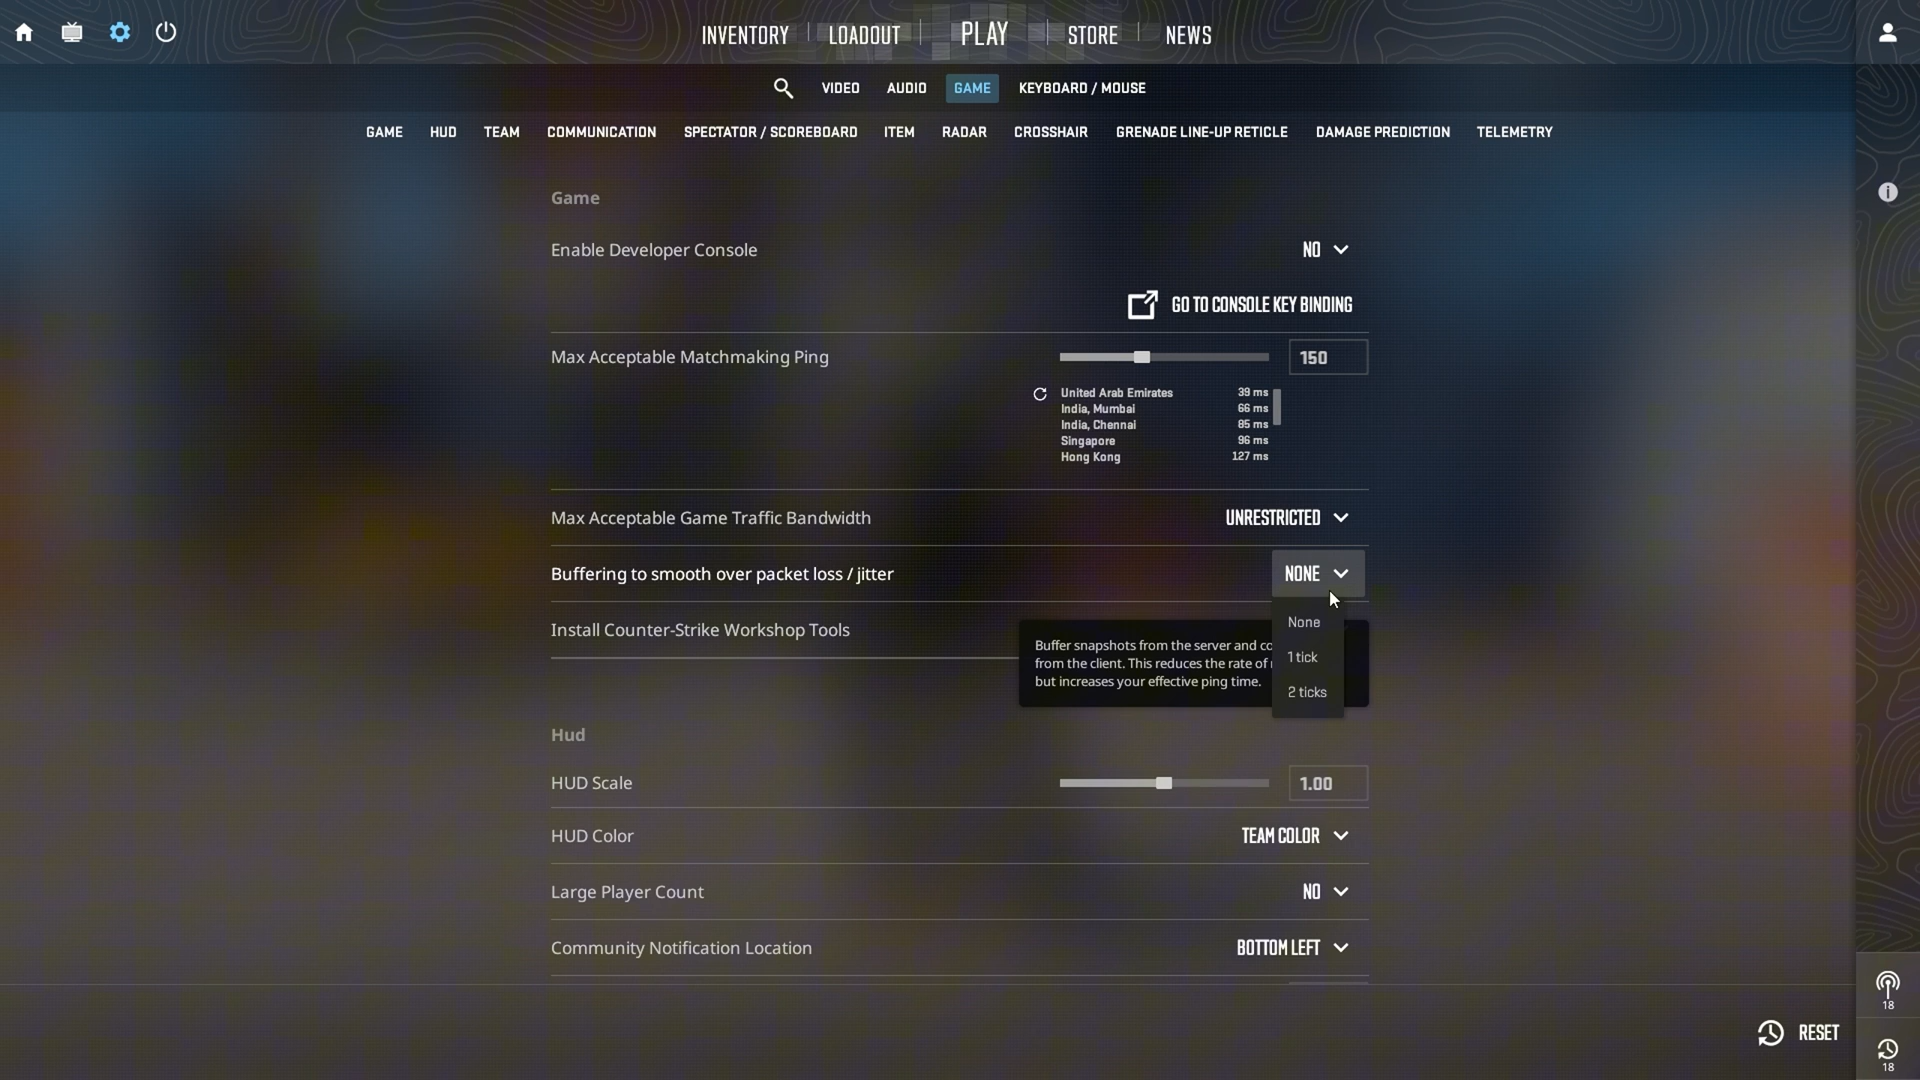 INVENTORY LOADOUT PLAY STORE NEWS
VIDEO AUDIO GAME KEYBOARD / MOUSE
GAME HUD TEAM COMMUNICATION SPECTATOR / SCOREBOARD ITEM RADAR CROSSHAIR GRENADE LINE-UP RETICLE DAMAGE PREDICTION TELEMETRY
Game
Enable Developer Console NO
GO TO CONSOLE KEY BINDING
Max Acceptable Matchmaking Ping 150
United Arab Emirates 39 ms
India, Mumbai 66 ms
India, Chennai 85 ms
Singapore 96 ms
Hong Kong 127 ms
Max Acceptable Game Traffic Bandwidth UNRESTRICTED
Buffering to smooth over packet loss / jitter NONE
None
1 tick
2 ticks
Install Counter-Strike Workshop Tools
Buffer snapshots from the server and
from the client. This reduces the rate of
but increases your effective ping time.
Hud
HUD Scale 1.00
HUD Color TEAM COLOR
Large Player Count NO
Community Notification Location BOTTOM LEFT
18
RESET
18